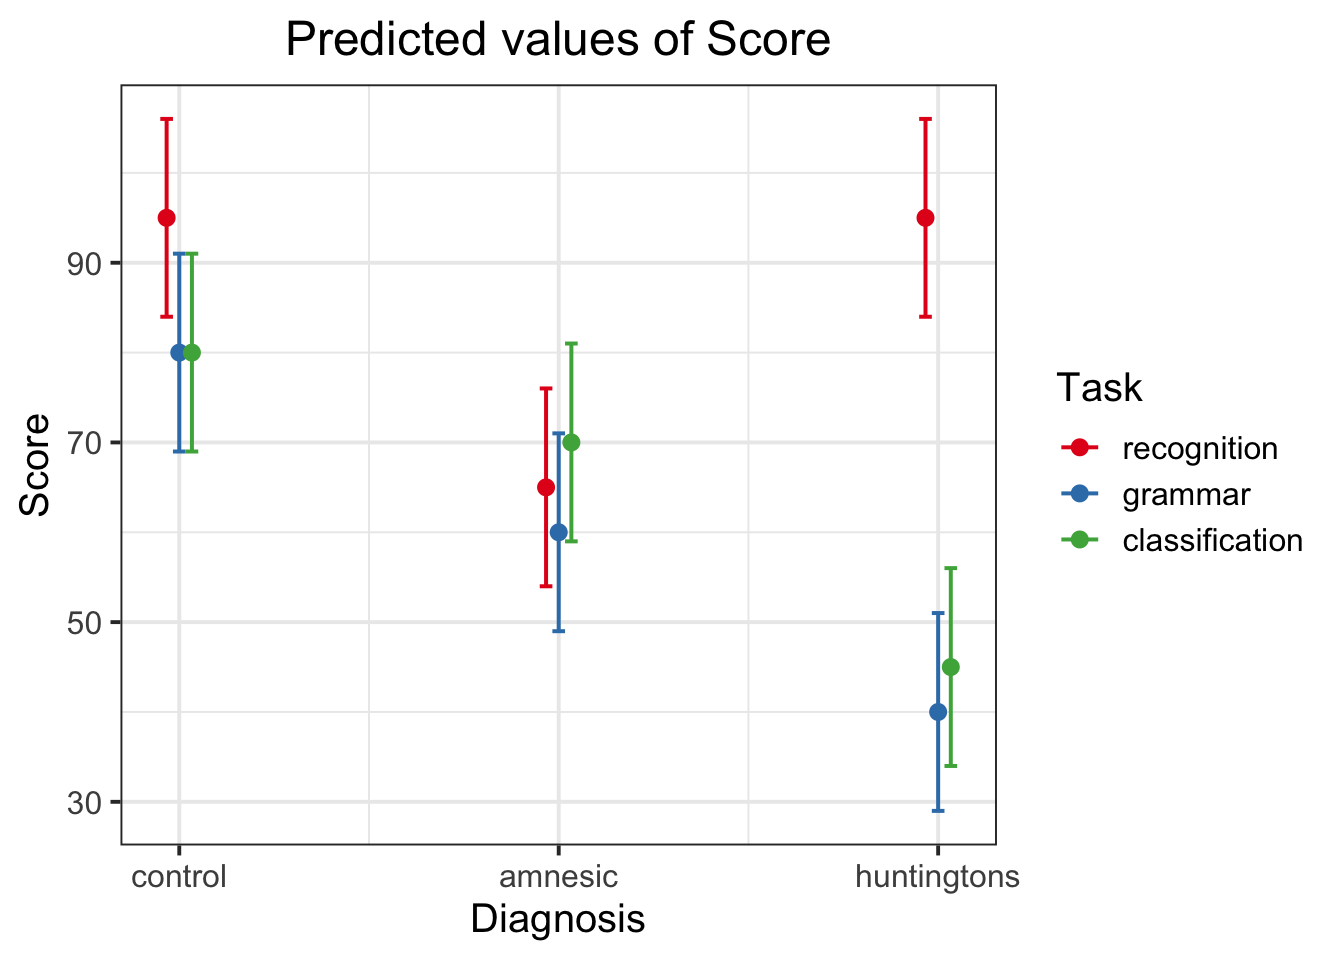 Predicted values of Score
Score
90
70
50
30
control
amnesic
huntingtons
Diagnosis
Task
recognition
grammar
classification